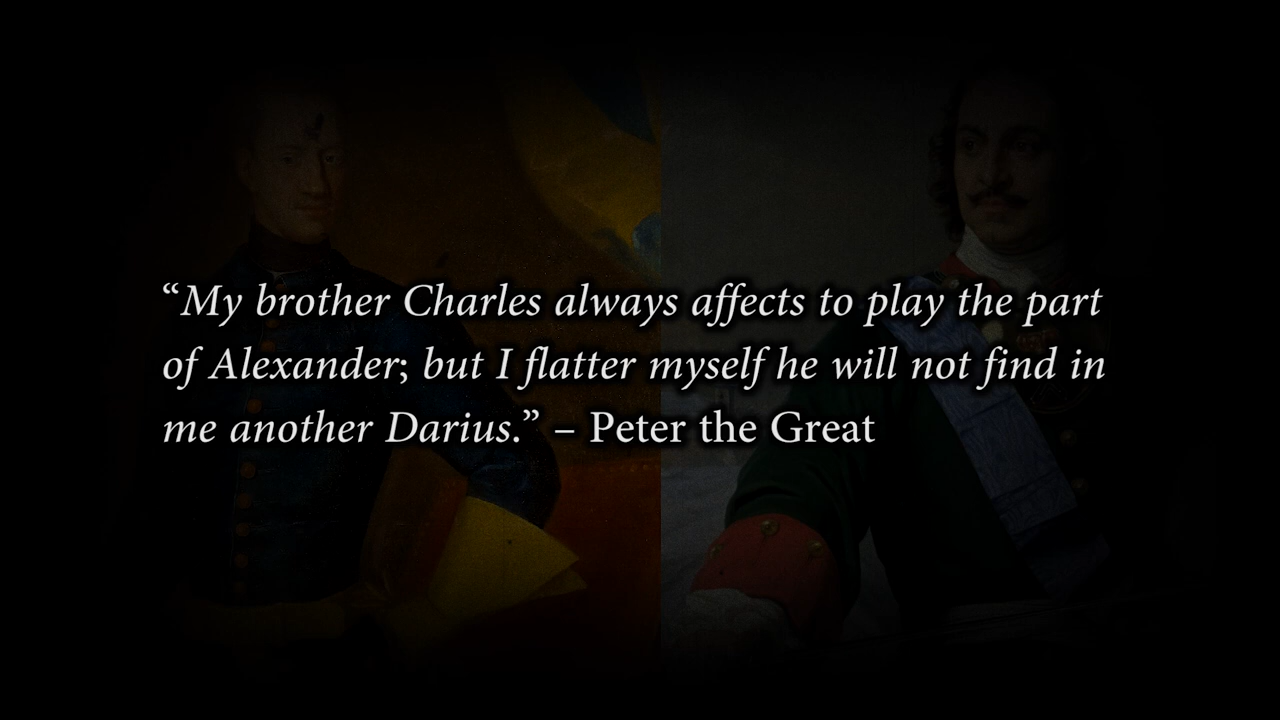 “My brother Charles always affects to play the part
of Alexander; but I flatter myself he will not find in
me another Darius.” – Peter the Great